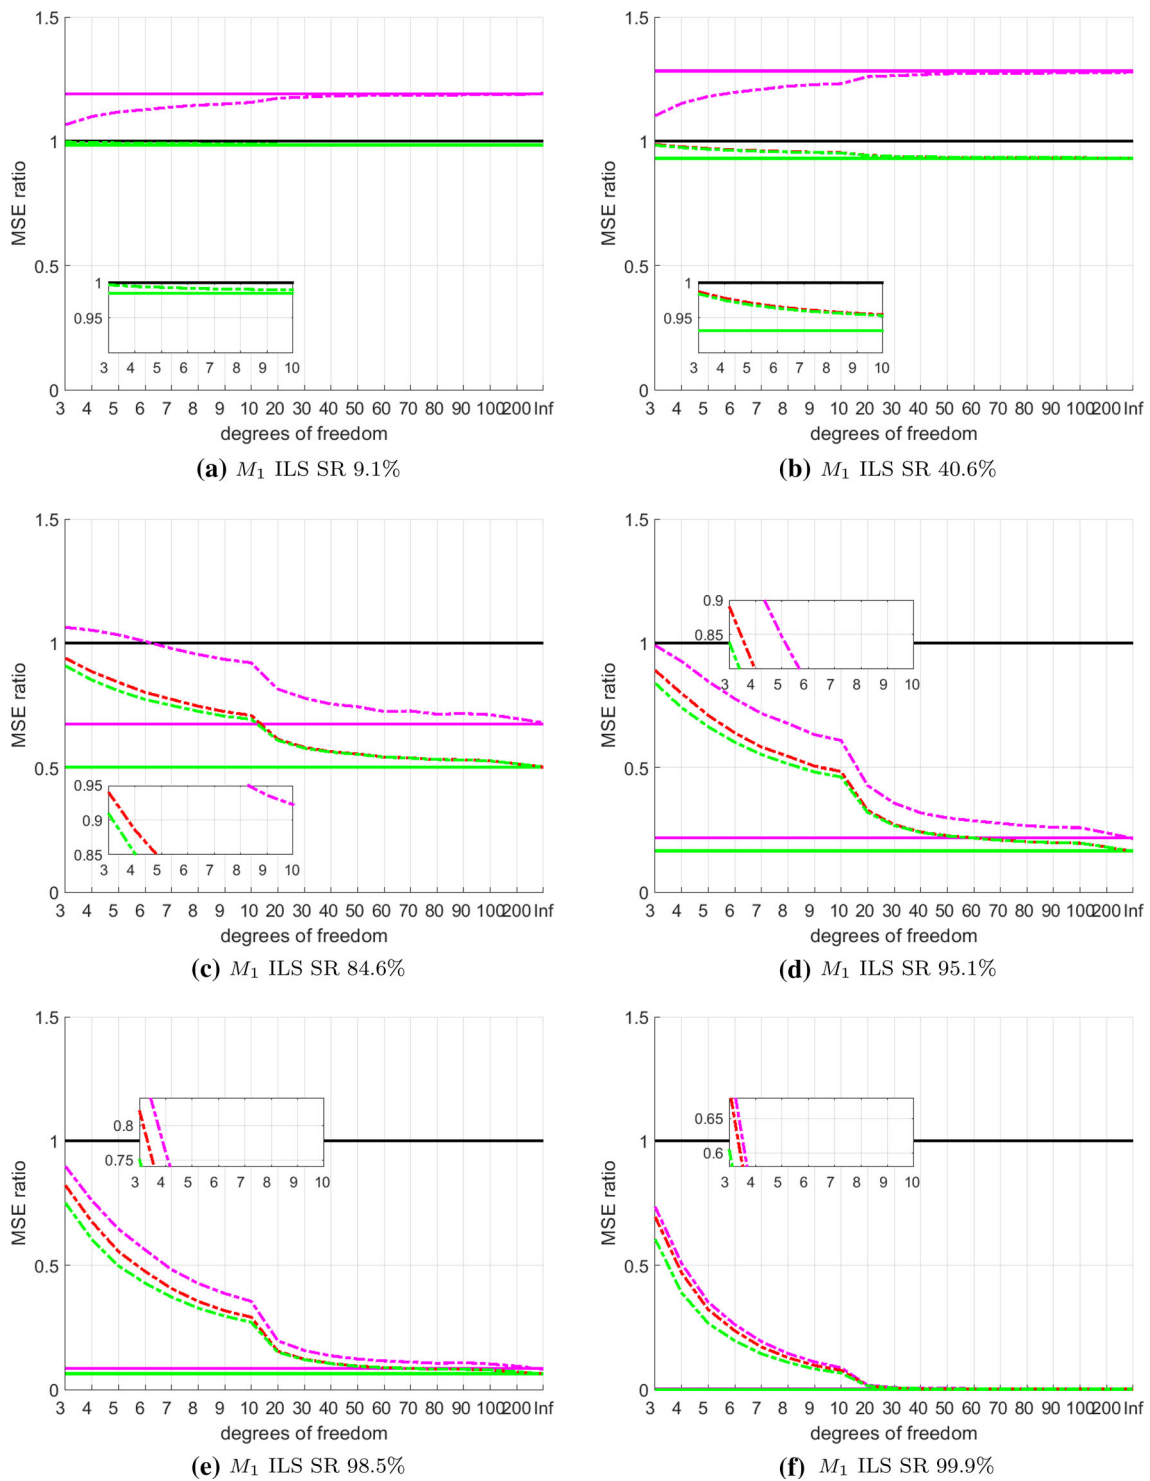 1.5
1
0.5
0
MSE ratio
1
0.95
3 4 5 6 7 8 9 10
3 4 5 6 7 8 9 10 20 30 40 50 60 70 80 90 100 200 Inf
degrees of freedom
(a) M1 ILS SR 9.1%
1.5
1
0.5
0
MSE ratio
1
0.95
3 4 5 6 7 8 9 10
3 4 5 6 7 8 9 10 20 30 40 50 60 70 80 90 100 200 Inf
degrees of freedom
(b) M1 ILS SR 40.6%
1.5
1
0.5
0
MSE ratio
0.95
0.9
0.85
3 4 5 6 7 8 9 10
3 4 5 6 7 8 9 10 20 30 40 50 60 70 80 90 100 200 Inf
degrees of freedom
(c) M1 ILS SR 84.6%
1.5
1
0.5
0
MSE ratio
0.9
0.85
3 4 5 6 7 8 9 10
3 4 5 6 7 8 9 10 20 30 40 50 60 70 80 90 100 200 Inf
degrees of freedom
(d) M1 ILS SR 95.1%
1.5
1
0.5
0
MSE ratio
0.8
0.75
3 4 5 6 7 8 9 10
3 4 5 6 7 8 9 10 20 30 40 50 60 70 80 90 100 200 Inf
degrees of freedom
(e) M1 ILS SR 98.5%
1.5
1
0.5
0
MSE ratio
0.65
0.6
3 4 5 6 7 8 9 10
3 4 5 6 7 8 9 10 20 30 40 50 60 70 80 90 100 200 Inf
degrees of freedom
(f) M1 ILS SR 99.9%